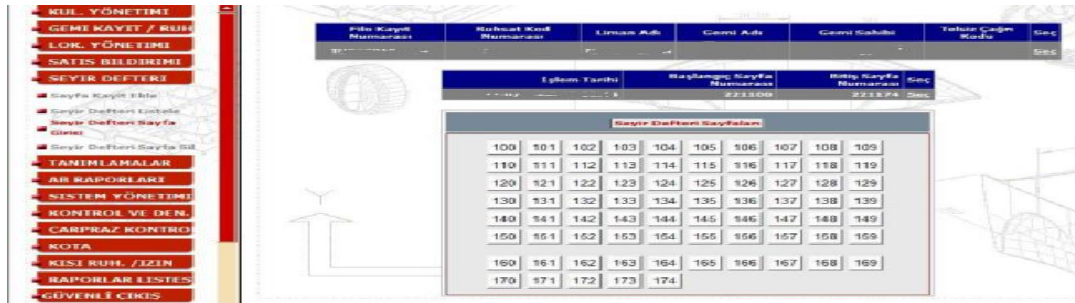 KUL. YÖNETIMI
GEMI KAYIT / RUH
LOK. YÖNETIMI
SATIS BILDIRIMI
SEYIR DEFTERI
Sayfa Kayit Ekle
Seyir Defteri Listele
Seyir Defteri Sayfa
Girisi
Seyir Defteri Sayfa Sil
TANIMLAMALAR
AB RAPORLARI
SISTEM YÖNETIMI
KONTROL VE DEN.
CAPRAZ KONTRO
KOTA
KISI RUH. /IZIN
RAPORLAR LISTES
GÜVENLİ CIKIS
Filo Kayıt Numarası Ruhsat Kod Numarası Liman Adı Gemi Adı Gemi Sahibi Telsiz Çağrı Kodu Seç
Seç
İşlem Tarihi Başlangıç Sayfa Numarası Bitiş Sayfa Numarası Seç
221100 221174 Seç
Seyir Defteri Sayfaları
100 101 102 103 104 105 106 107 108 109
110 111 112 113 114 115 116 117 118 119
120 121 122 123 124 125 126 127 128 129
130 131 132 133 134 135 136 137 138 139
140 141 142 143 144 145 146 147 148 149
150 151 152 153 154 155 156 157 158 159
160 161 162 163 164 165 166 167 168 169
170 171 172 173 174